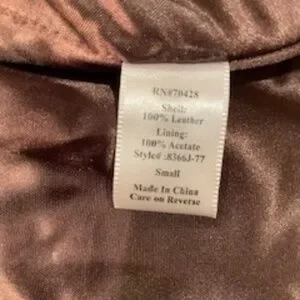 RN#70428
Shell:
100% Leather
Lining:
100% Acetate
Style# :8366J-77
Small
Made In China
Care on Reverse